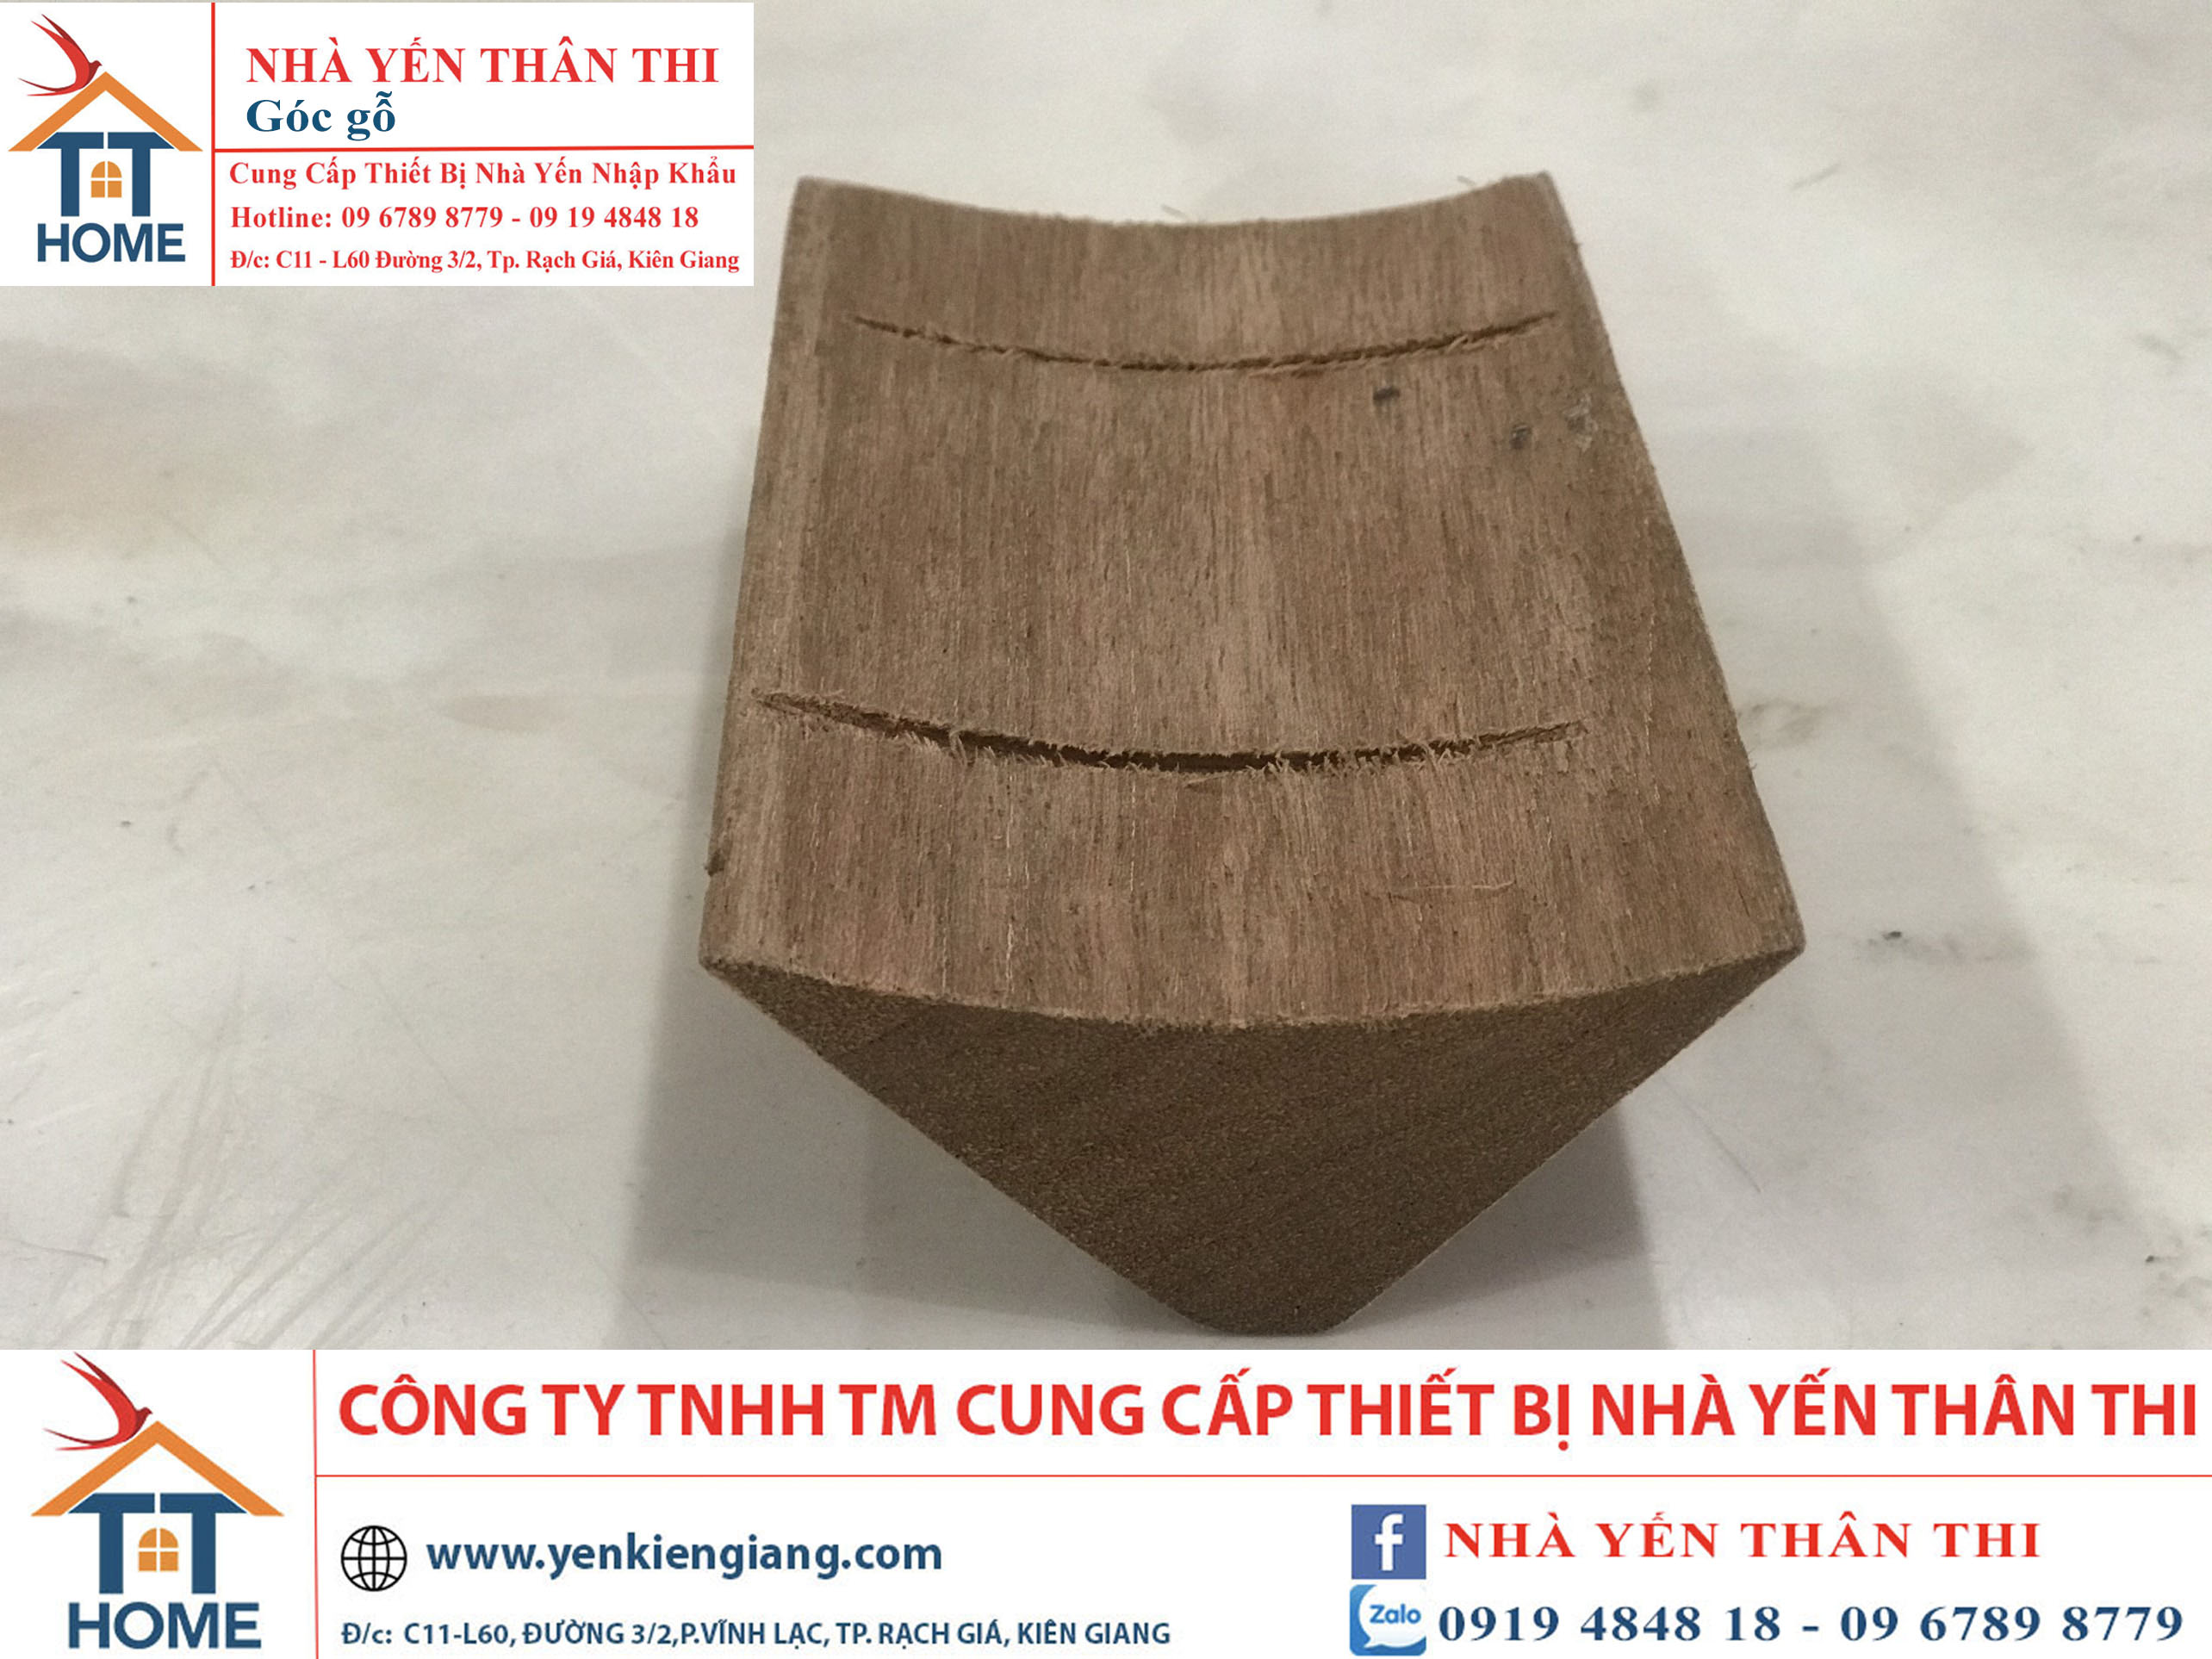 NHÀ YẾN THÂN THI
Góc gỗ
Cung Cấp Thiết Bị Nhà Yến Nhập Khẩu
Hotline: 09 6789 8779 - 09 19 4848 18
Đ/c: C11 - L60 Đường 3/2, Tp. Rạch Giá, Kiên Giang
TT
HOME
CÔNG TY TNHH TM CUNG CẤP THIẾT BỊ NHÀ YẾN THÂN THI
TT
HOME
www.yenkiengiang.com
Đ/c: C11-L60, ĐƯỜNG 3/2,P.VĨNH LẠC, TP. RẠCH GIÁ, KIÊN GIANG
f NHÀ YẾN THÂN THI
Zalo 0919 4848 18 - 09 6789 8779